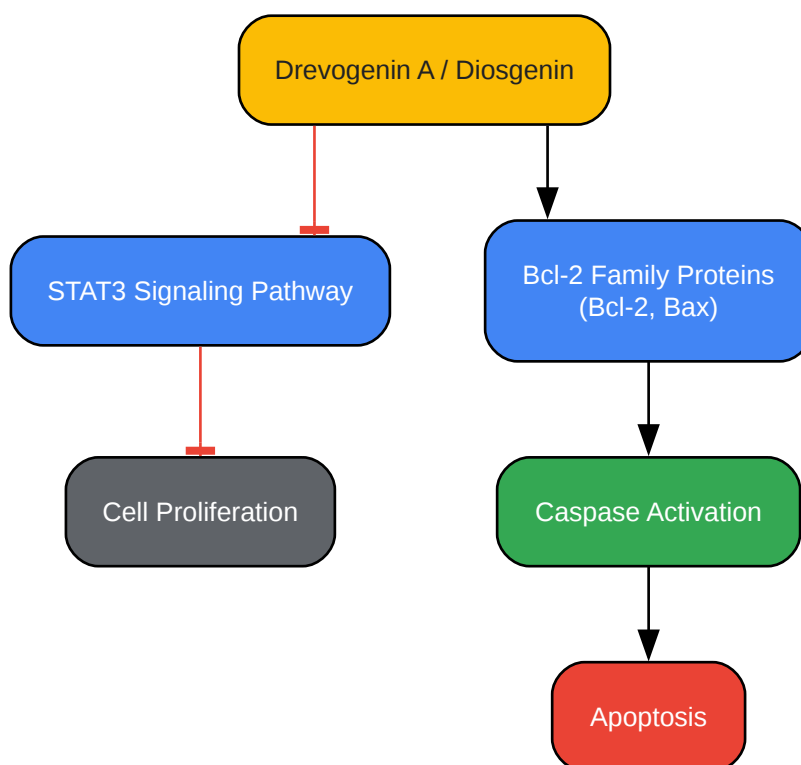 Drevogenin A / Diosgenin
STAT3 Signaling Pathway
Bcl-2 Family Proteins
(Bcl-2, Bax)
Cell Proliferation
Caspase Activation
Apoptosis